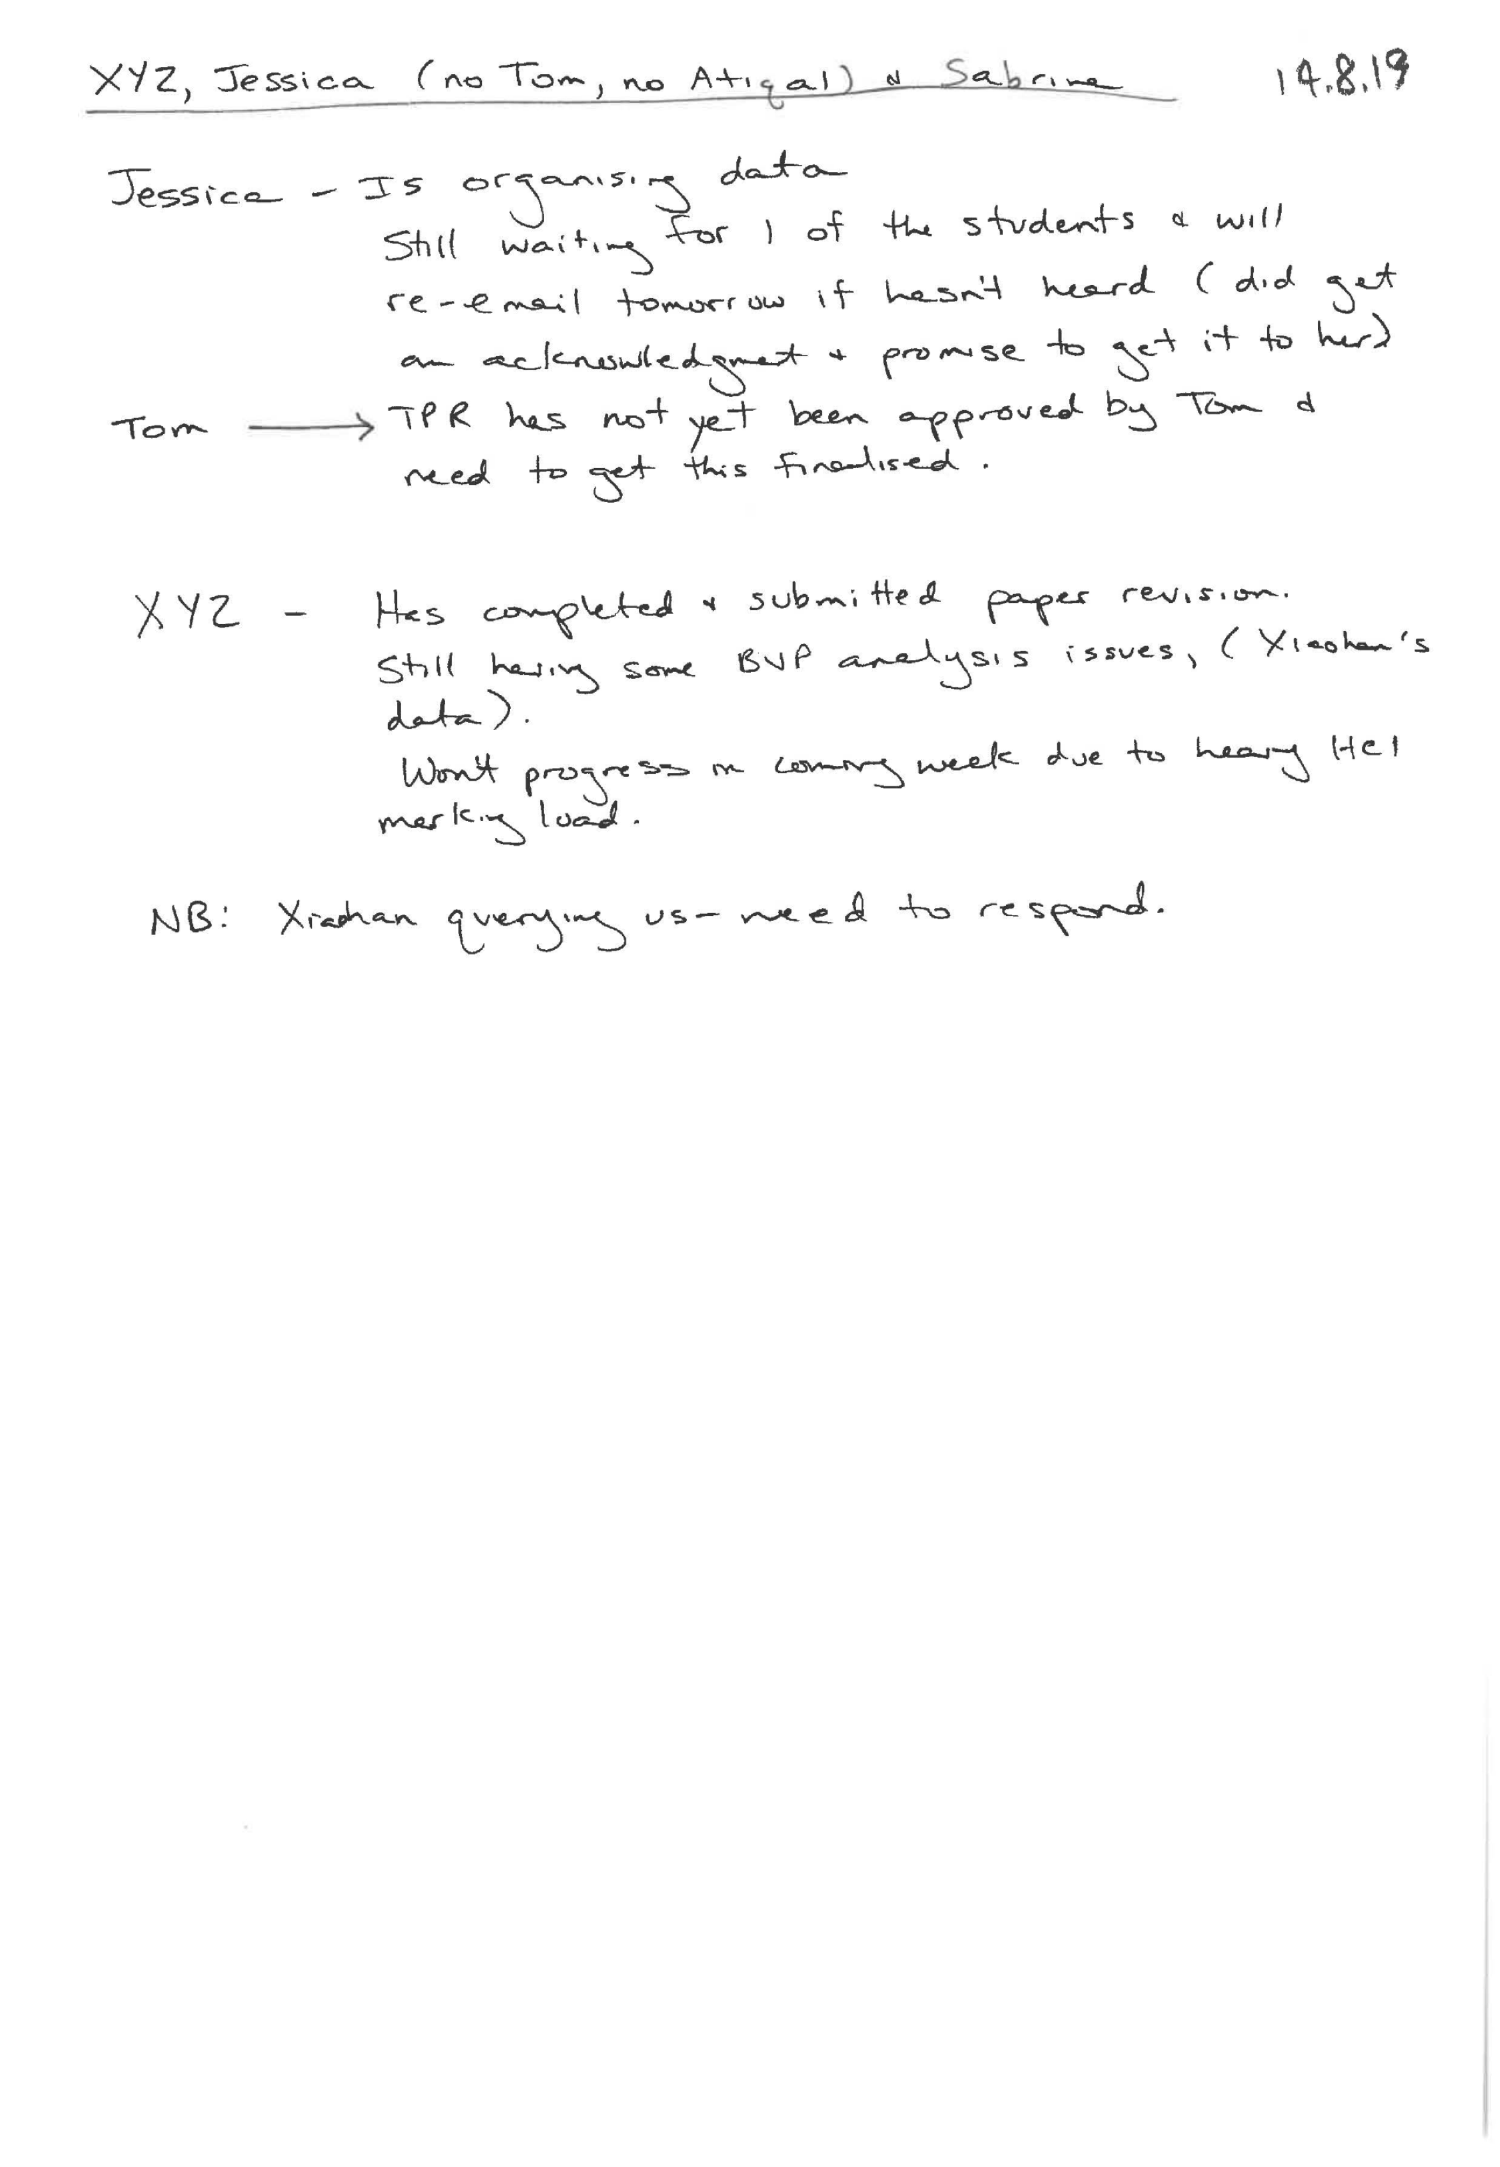 XYZ, Jessica (no Tom, no Atiqal) & Sabrina 14.8.19
Jessica - Is organising data
Still waiting for 1 of the students & will
re-email tomorrow if hasn't heard (did get
an acknowledgment & promise to get it to her)
Tom → TPR has not yet been approved by Tom &
need to get this finalised.
XYZ - Has completed & submitted paper revision.
Still having some BVP analysis issues, (Xiaohan's
data).
Won't progress in coming week due to heavy HCI
marking load.
NB: Xiaohan querying us - need to respond.